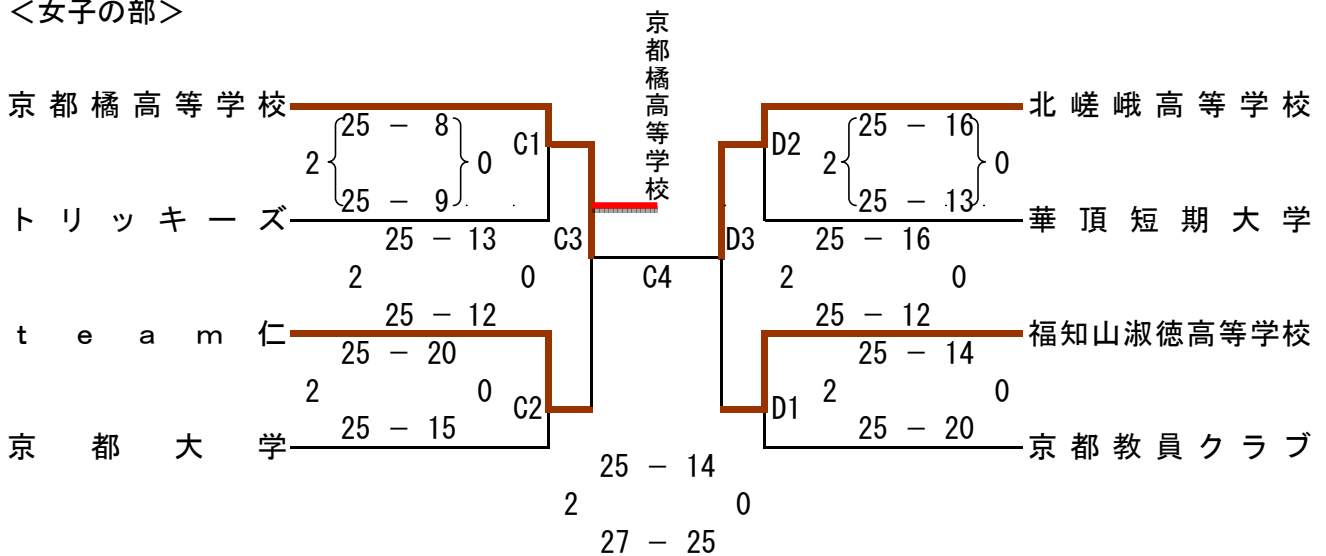 ＜女子の部＞
京都橘高等学校
京都橘高等学校
北嵯峨高等学校
25 － 8
25 － 16
2
0
C1
D2
2
0
25 － 9
25 － 13
トリッキーズ
華頂短期大学
25 － 13
C3
D3
25 － 16
2
0
C4
2
0
25 － 12
25 － 12
ｔｅａｍ仁
福知山淑徳高等学校
25 － 20
25 － 14
2
0
C2
D1
2
0
25 － 15
25 － 20
京都大学
京都教員クラブ
25 － 14
2
0
27 － 25